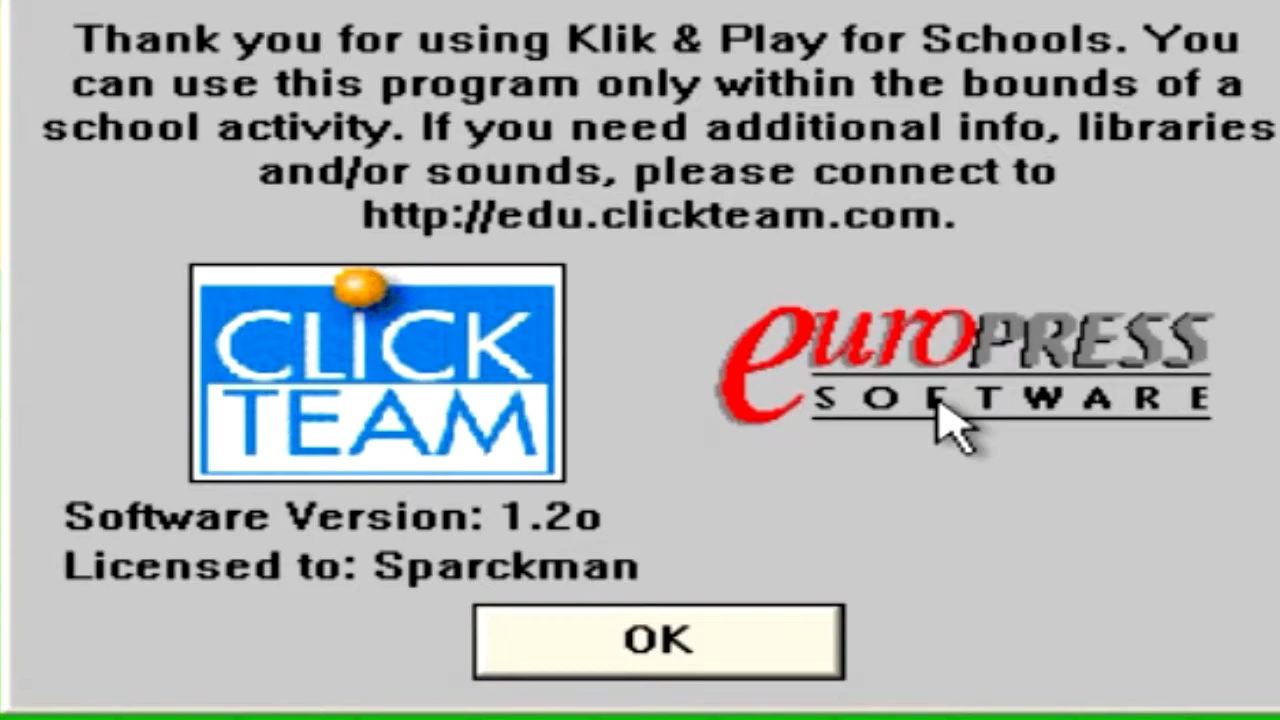 Thank you for using Klik & Play for Schools. You
can use this program only within the bounds of a
school activity. If you need additional info, libraries
and/or sounds, please connect to
http://edu.clickteam.com.
CLICK
TEAM
euroPRESS
SOFTWARE
Software Version: 1.2o
Licensed to: Sparckman
OK